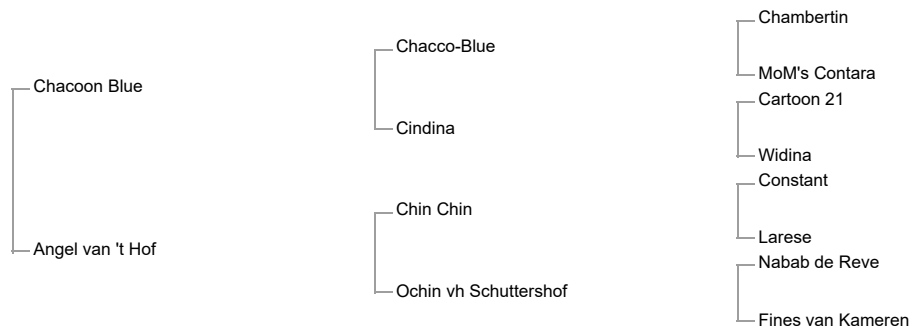 Chambertin
Chacco-Blue
MoM's Contara
Chacoon Blue
Cartoon 21
Cindina
Widina
Constant
Chin Chin
Larese
Angel van 't Hof
Nabab de Reve
Ochin vh Schuttershof
Fines van Kameren